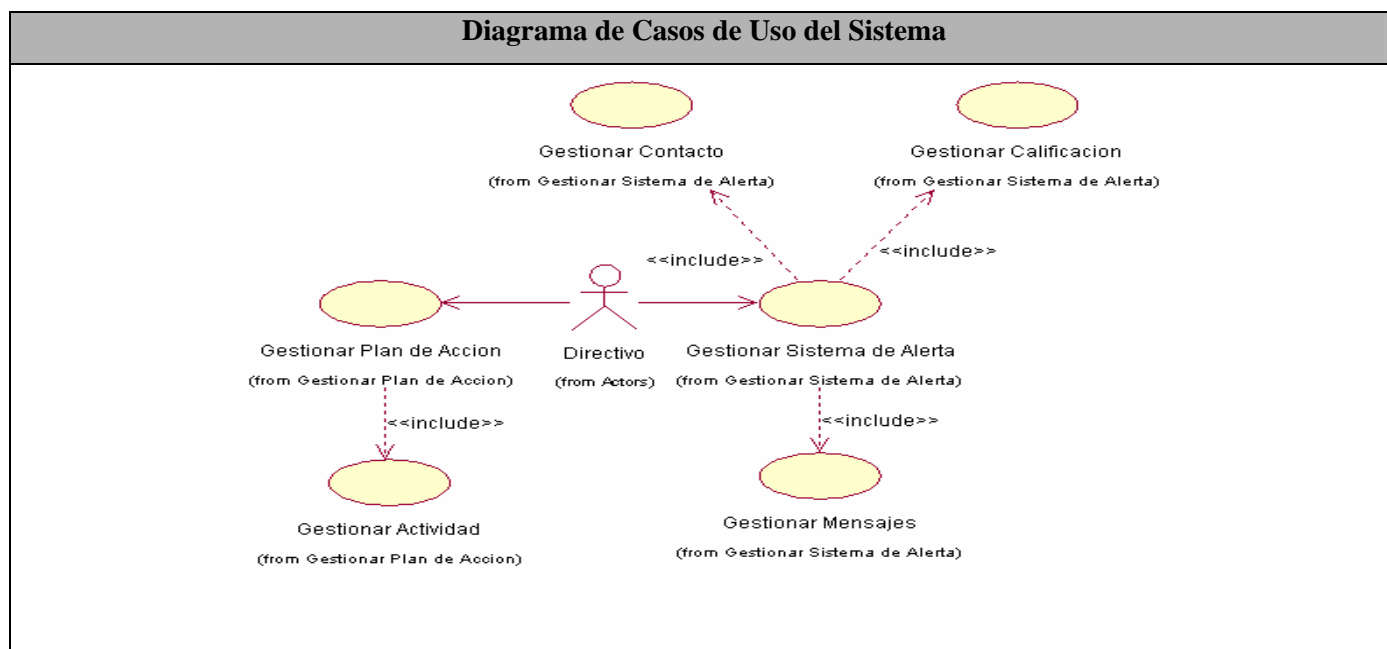 Diagrama de Casos de Uso del Sistema
Gestionar Contacto
(from Gestionar Sistema de Alerta)
Gestionar Calificacion
(from Gestionar Sistema de Alerta)
<<include>>
<<include>>
Gestionar Plan de Accion
(from Gestionar Plan de Accion)
Directivo
(from Actors)
Gestionar Sistema de Alerta
(from Gestionar Sistema de Alerta)
<<include>>
<<include>>
Gestionar Actividad
(from Gestionar Plan de Accion)
Gestionar Mensajes
(from Gestionar Sistema de Alerta)